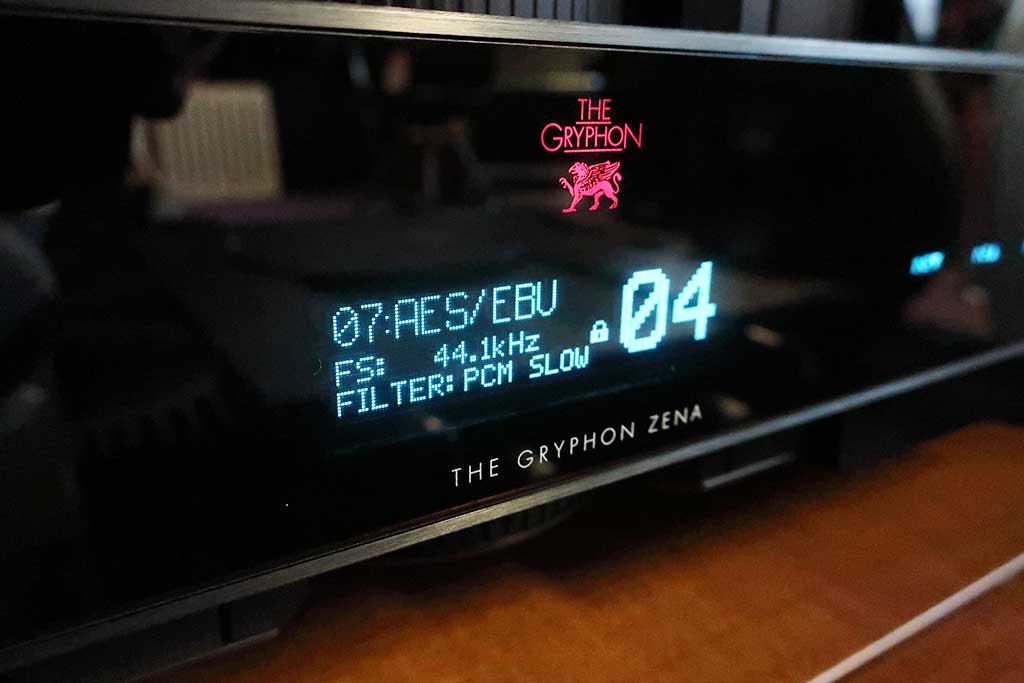 THE
GRYPHON
07:AES/EBU
04
FS: 44.1kHz
FILTER: PCM SLOW
THE GRYPHON ZENA